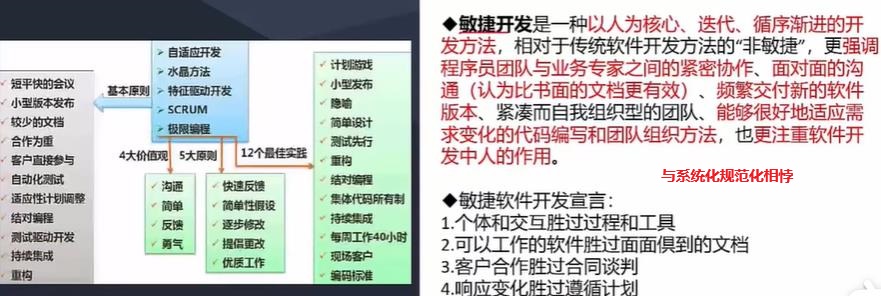 自适应开发
水晶方法
特征驱动开发
SCRUM
极限编程
基本原则
短平快的会议
小型版本发布
较少的文档
合作为重
客户直接参与
自动化测试
适应性计划调整
结对编程
测试驱动开发
持续集成
重构
4大价值观
5大原则
12个最佳实践
沟通
简单
反馈
勇气
快速反馈
简单性假设
逐步修改
提倡更改
优质工作
计划游戏
小型发布
隐喻
简单设计
测试先行
重构
结对编程
集体代码所有制
持续集成
每周工作40小时
现场客户
编码标准
◆敏捷开发是一种以人为核心、迭代、循序渐进的开
发方法，相对于传统软件开发方法的“非敏捷”，更强调
程序员团队与业务专家之间的紧密协作、面对面的沟
通（认为比书面的文档更有效）、频繁交付新的软件
版本、紧凑而自我组织型的团队、能够很好地适应需
求变化的代码编写和团队组织方法，也更注重软件开
发中人的作用。
与系统化规范化相悖
◆敏捷软件开发宣言：
1.个体和交互胜过过程和工具
2.可以工作的软件胜过面面俱到的文档
3.客户合作胜过合同谈判
4.响应变化胜过遵循计划